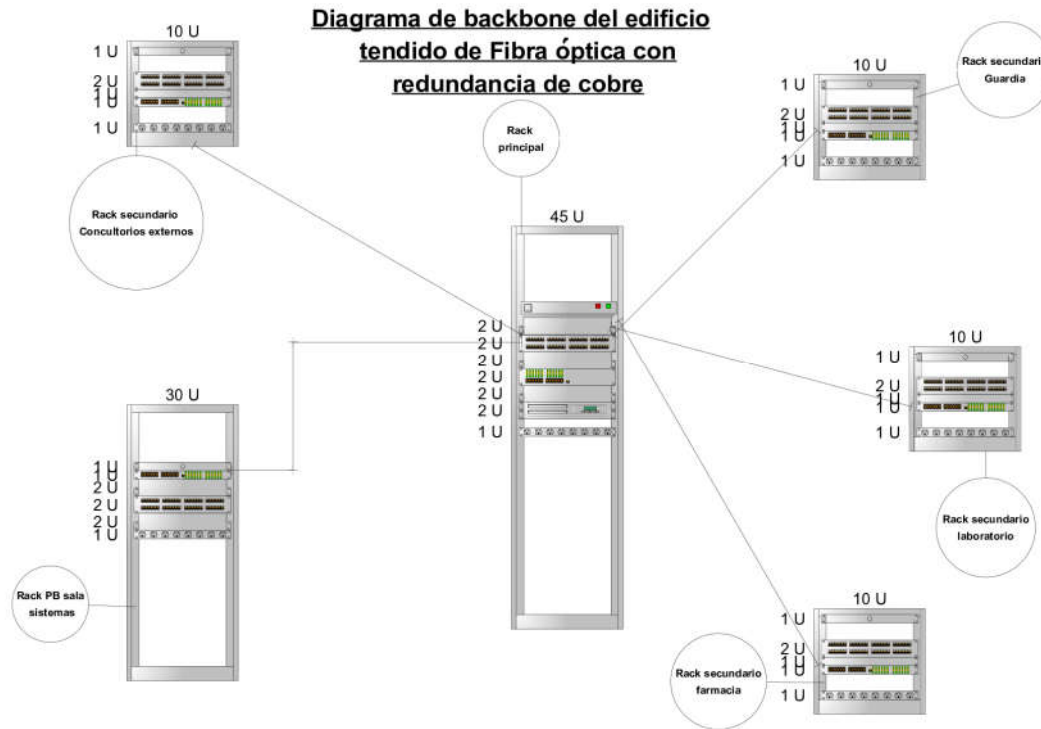 Diagrama de backbone del edificio
tendido de Fibra óptica con
redundancia de cobre
10 U
1 U
2 U
1 U
1 U
1 U
Rack secundario
Concultorios externos
Rack
principal
10 U
1 U
2 U
1 U
1 U
1 U
Rack secundari
Guardia
45 U
2 U
2 U
2 U
2 U
2 U
2 U
1 U
30 U
1 U
1 U
2 U
2 U
2 U
1 U
Rack PB sala
sistemas
10 U
1 U
2 U
1 U
1 U
1 U
Rack secundario
laboratorio
10 U
1 U
2 U
1 U
1 U
1 U
Rack secundario
farmacia